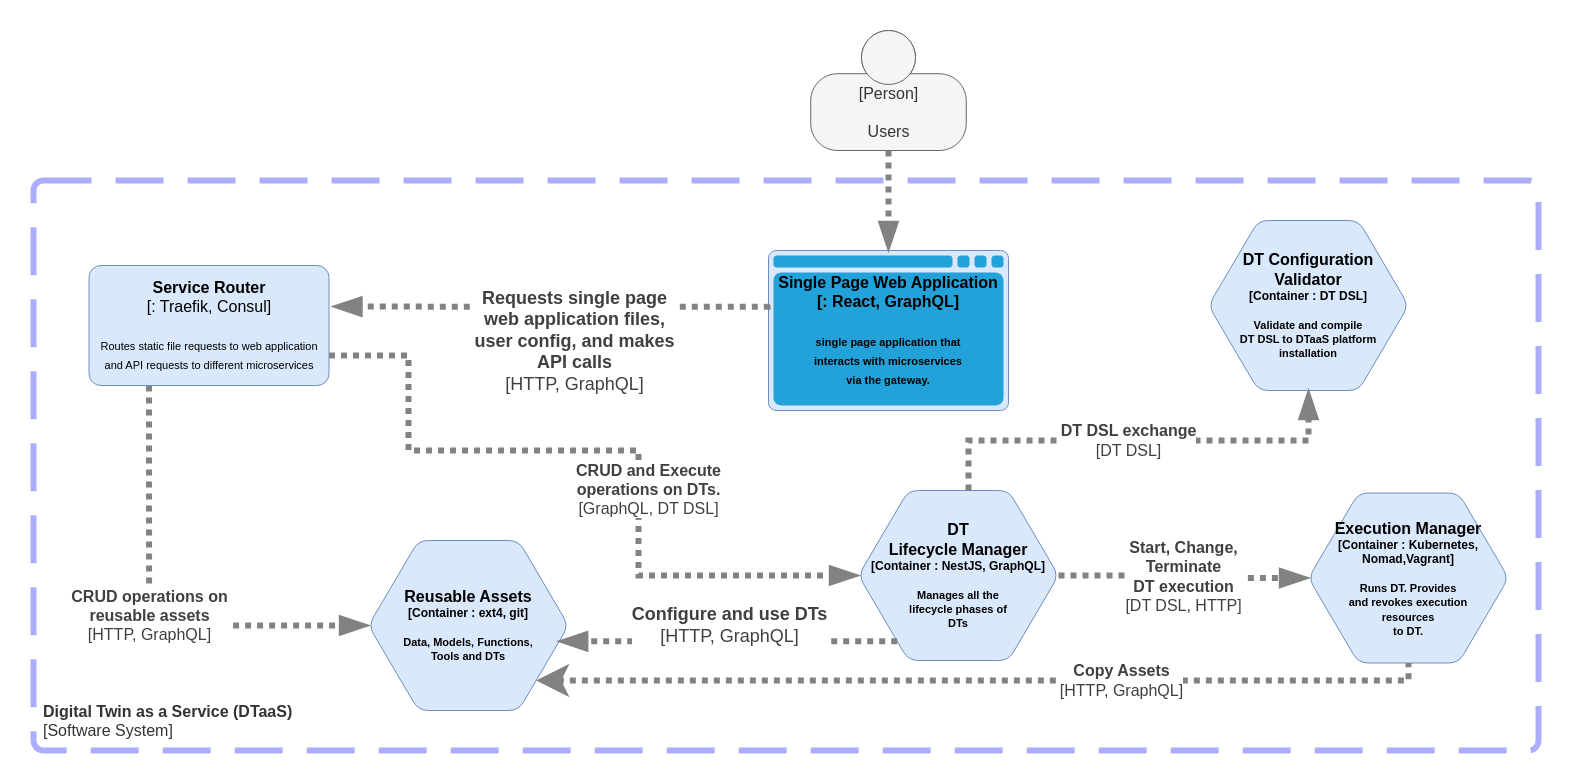 [Person]
Users
Service Router
[: Traefik, Consul]
Routes static file requests to web application
and API requests to different microservices
Requests single page
web application files,
user config, and makes
API calls
[HTTP, GraphQL]
Single Page Web Application
[: React, GraphQL]
single page application that
interacts with microservices
via the gateway.
DT Configuration
Validator
[Container : DT DSL]
Validate and compile
DT DSL to DTaaS platform
installation
DT DSL exchange
[DT DSL]
CRUD and Execute
operations on DTs.
[GraphQL, DT DSL]
DT
Lifecycle Manager
[Container : NestJS, GraphQL]
Manages all the
lifecycle phases of
DTs
Start, Change,
Terminate
DT execution
[DT DSL, HTTP]
Execution Manager
[Container : Kubernetes,
Nomad,Vagrant]
Runs DT. Provides
and revokes execution
resources
to DT.
CRUD operations on
reusable assets
[HTTP, GraphQL]
Reusable Assets
[Container : ext4, git]
Data, Models, Functions,
Tools and DTs
Configure and use DTs
[HTTP, GraphQL]
Copy Assets
[HTTP, GraphQL]
Digital Twin as a Service (DTaaS)
[Software System]